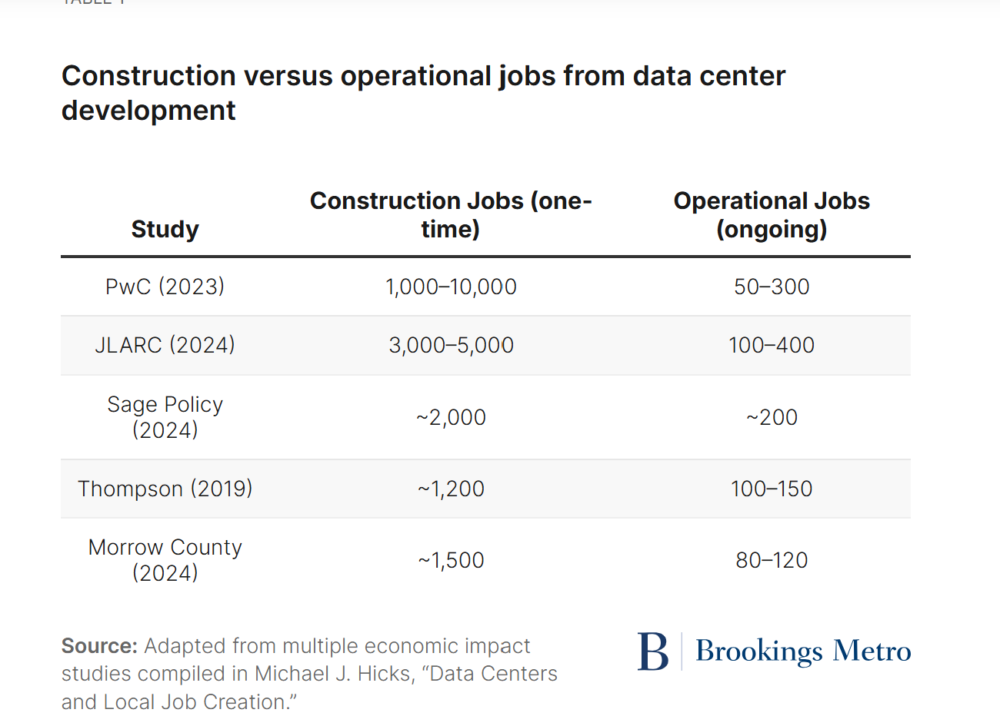 TABLE 1
Construction versus operational jobs from data center
development
Study
Construction Jobs (one-
time)
Operational Jobs
(ongoing)
PwC (2023)
1,000–10,000
50–300
JLARC (2024)
3,000–5,000
100–400
Sage Policy
(2024)
~2,000
~200
Thompson (2019)
~1,200
100–150
Morrow County
(2024)
~1,500
80–120
Source: Adapted from multiple economic impact
studies compiled in Michael J. Hicks, “Data Centers
and Local Job Creation.”
B | Brookings Metro